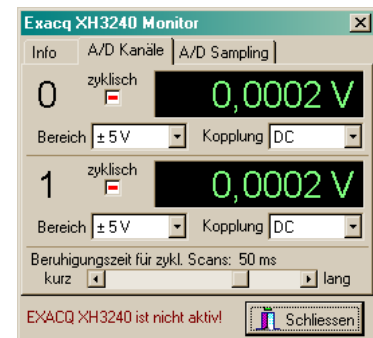 Exacq XH3240 Monitor
Info A/D Kanäle A/D Sampling
0 zyklisch 0,0002 V
Bereich ± 5 V Kopplung DC
1 zyklisch 0,0002 V
Bereich ± 5 V Kopplung DC
Beruhigungszeit für zykl. Scans: 50 ms
kurz lang
EXACQ XH3240 ist nicht aktiv! Schliessen